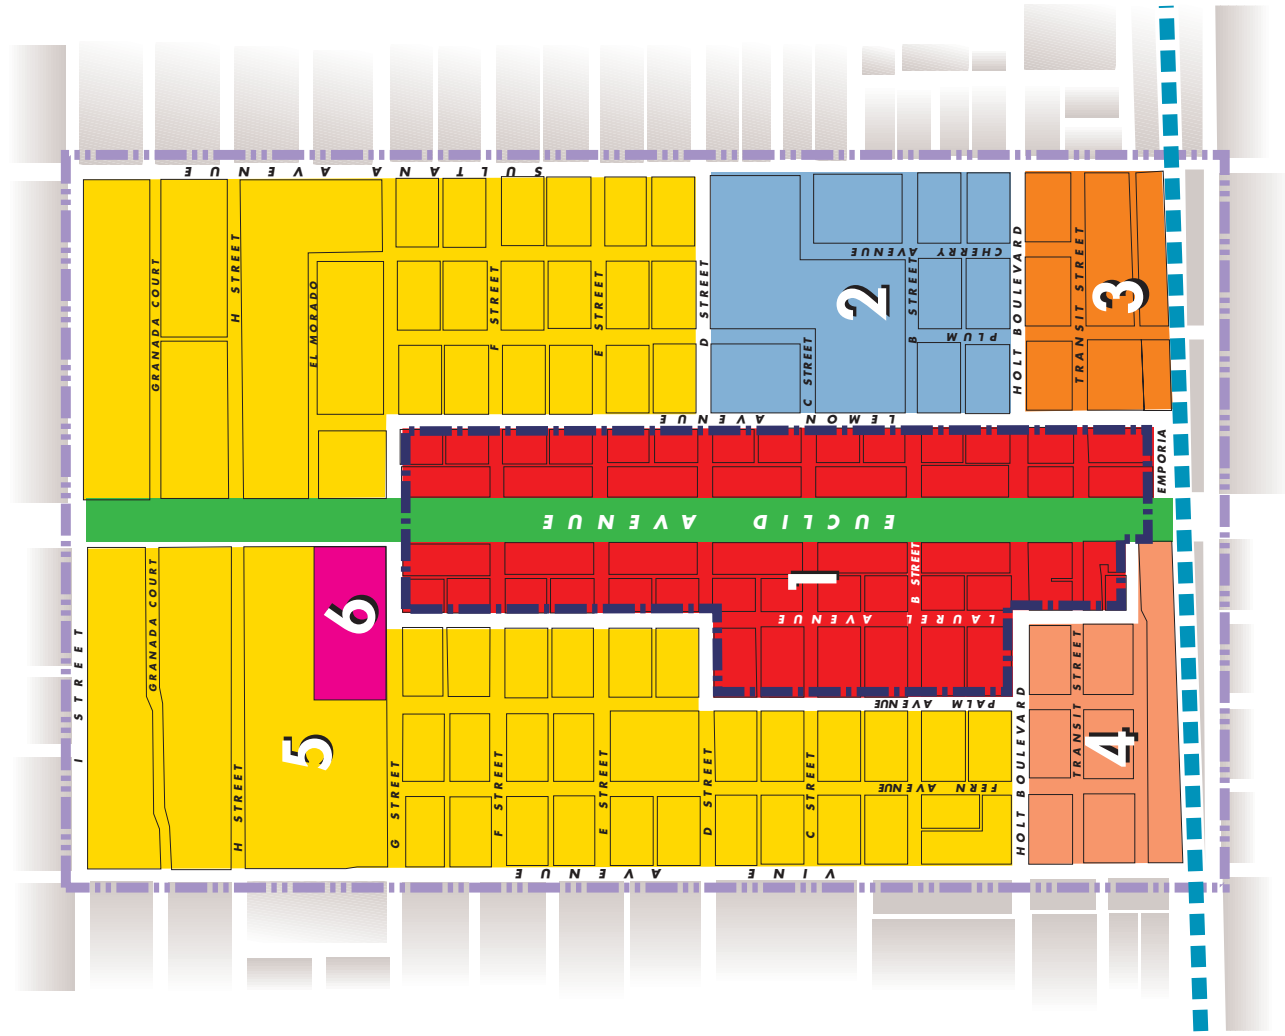 SULTANA AVENUE
GRANADA COURT
H STREET
EL MORADO
F STREET
E STREET
D STREET
CHERRY AVENUE
2
B STREET
PLUM
C STREET
HOLT BOULEVARD
TRANSIT STREET
3
LEMON AVENUE
EMPORIA
EUCLID AVENUE
1
B STREET
LAUREL AVENUE
6
GRANADA COURT
I STREET
PALM AVENUE
5
H STREET
G STREET
F STREET
E STREET
D STREET
C STREET
FERN AVENUE
HOLT BOULEVARD
TRANSIT STREET
4
VINE AVENUE